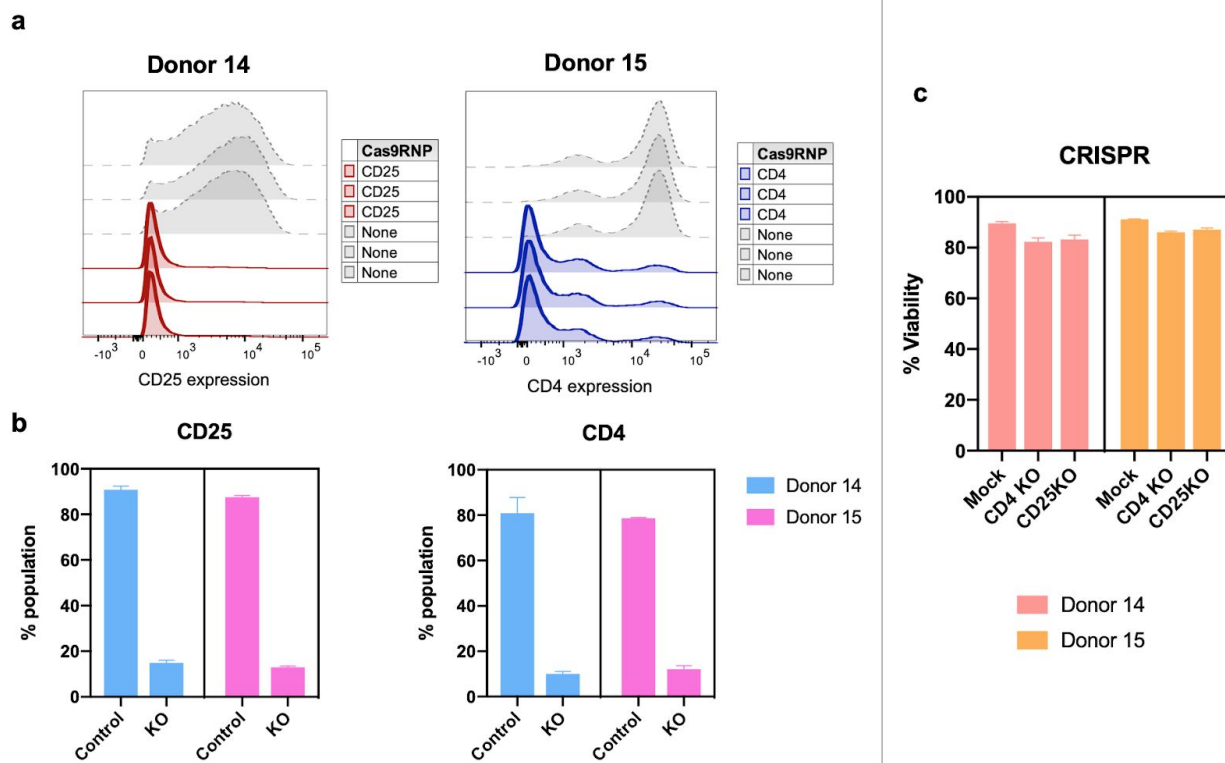 a
Donor 14
Donor 15
Cas9RNP
CD25
CD25
CD25
None
None
None
Cas9RNP
CD4
CD4
CD4
None
None
None
-10³ 0 10³ 10⁴ 10⁵
CD25 expression
-10³ 0 10³ 10⁴ 10⁵
CD4 expression
b
CD25
% population
100
80
60
40
20
0
Control
KO
Control
KO
CD4
% population
100
80
60
40
20
0
Control
KO
Control
KO
Donor 14
Donor 15
c
CRISPR
% Viability
100
80
60
40
20
0
Mock
CD4 KO
CD25KO
Mock
CD4 KO
CD25KO
Donor 14
Donor 15